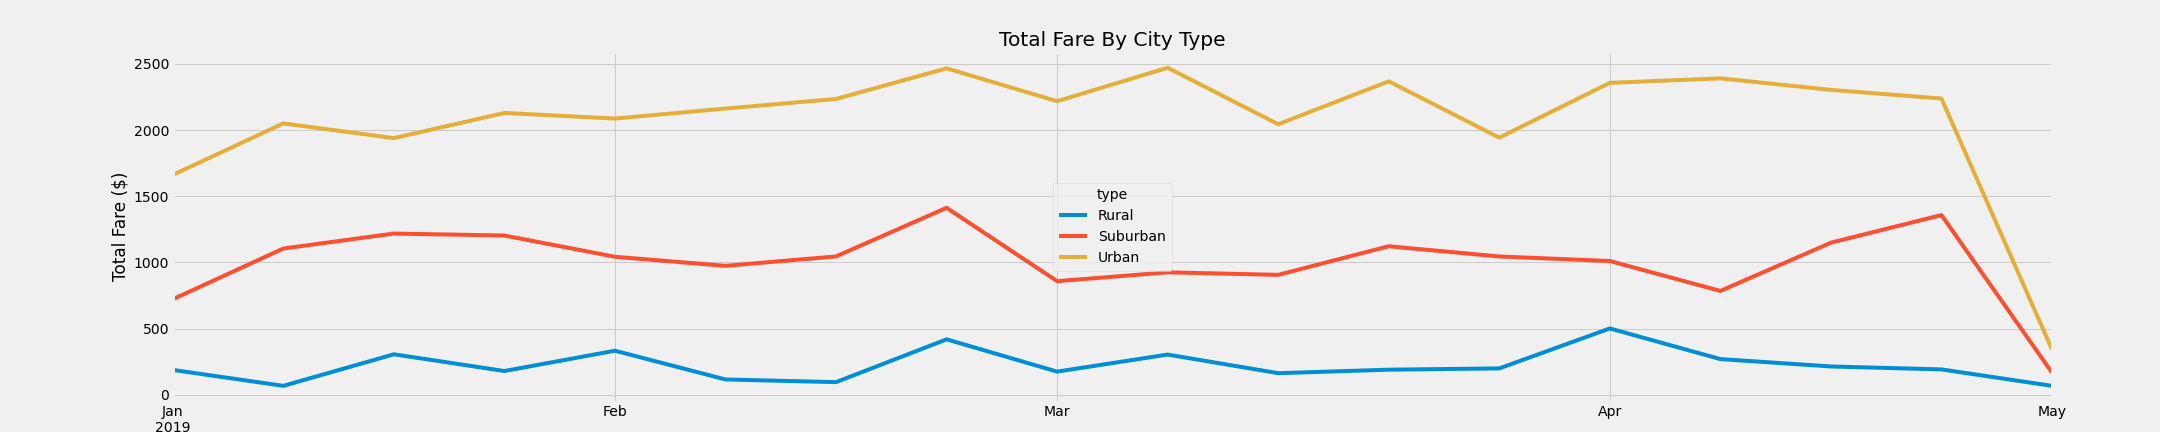 Total Fare By City Type
Total Fare ($)
2500
2000
1500
1000
500
0
type
Rural
Suburban
Urban
Jan Feb Mar Apr May
2019